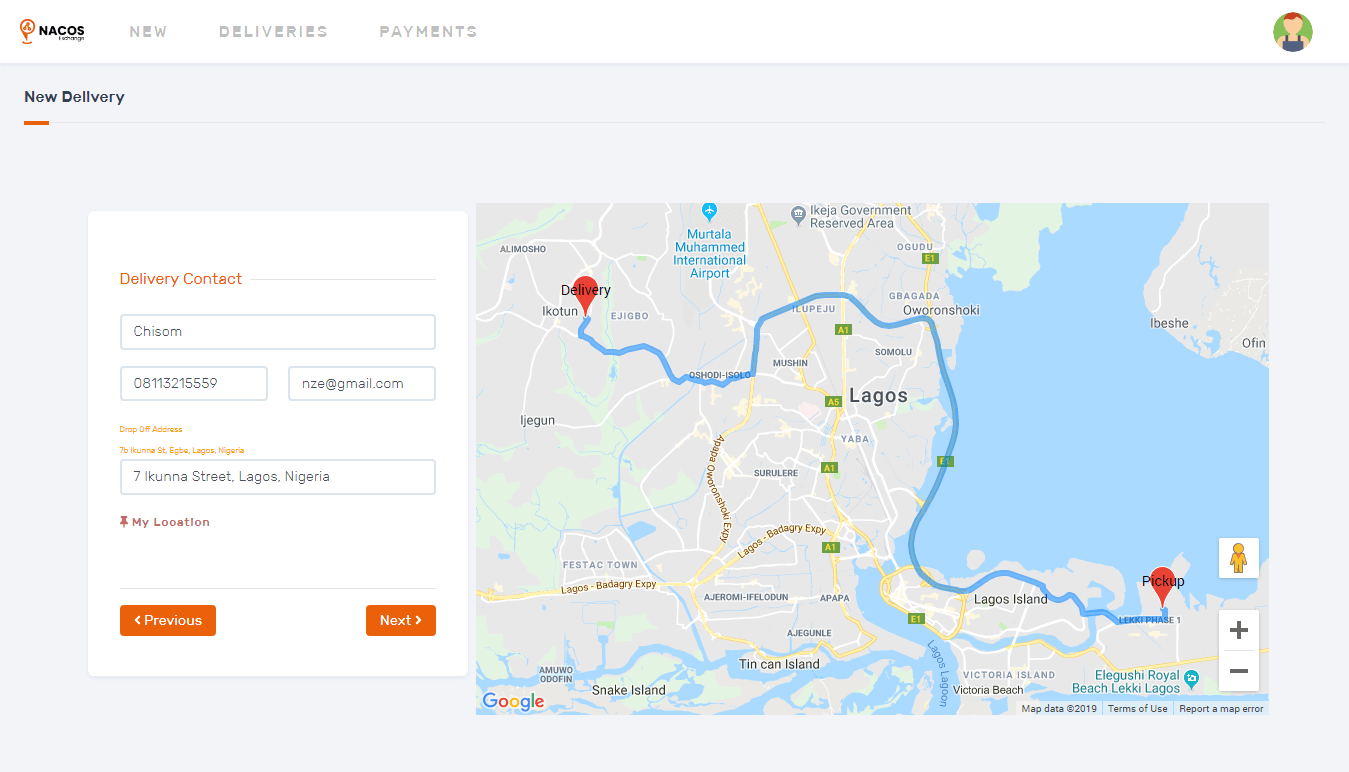 NACOS
Exchange
NEW DELIVERIES PAYMENTS
New Delivery
Delivery Contact
Chisom
08113215559
nze@gmail.com
Drop Off Address
7b Ikunna St, Egbe, Lagos, Nigeria
7 Ikunna Street, Lagos, Nigeria
My Location
Previous
Next
Ikeja Government
Reserved Area
Murtala
Muhammed
International
Airport
ALIMOSHO
OGUDU
E1
Delivery
Ikotun
EJIGBO
GBAGADA
ILUPEJU
Oworonshoki
A1
Ibeshe
Ofin
SOMOLU
MUSHIN
OSHODI-ISOLO
A5
Lagos
Ijegun
YABA
Apapa Oworonshoki Expy
SURULERE
A1
E1
Lagos - Badagry Expy
A1
FESTAC TOWN
Lagos - Badagry Expy
Pickup
AJEROMI-IFELODUN
APAPA
Lagos Island
E1
LEKKI PHASE 1
AJEGUNLE
Tin can Island
Lagos Lagoon
AMUWO
ODOFIN
Snake Island
VICTORIA ISLAND
Victoria Beach
Elegushi Royal
Beach Lekki Lagos
Google
Map data ©2019
Terms of Use
Report a map error